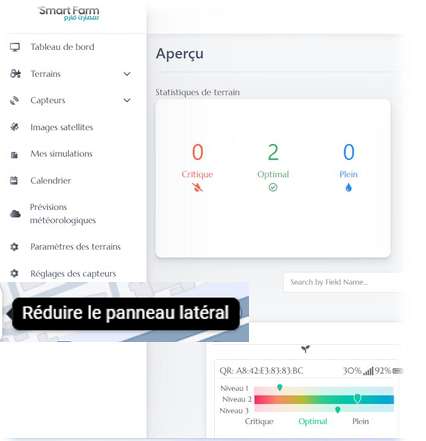 Smart Farm
سمارت فارم
Tableau de bord
Terrains
Capteurs
Images satellites
Mes simulations
Calendrier
Prévisions
météorologiques
Paramètres des terrains
Réglages des capteurs
Réduire le panneau latéral
Aperçu
Statistiques de terrain
0 2 0
Critique Optimal Plein
Search by Field Name...
QR: A8:42:E3:83:83:BC 30% 92%
Niveau 1
Niveau 2
Niveau 3
Critique Optimal Plein